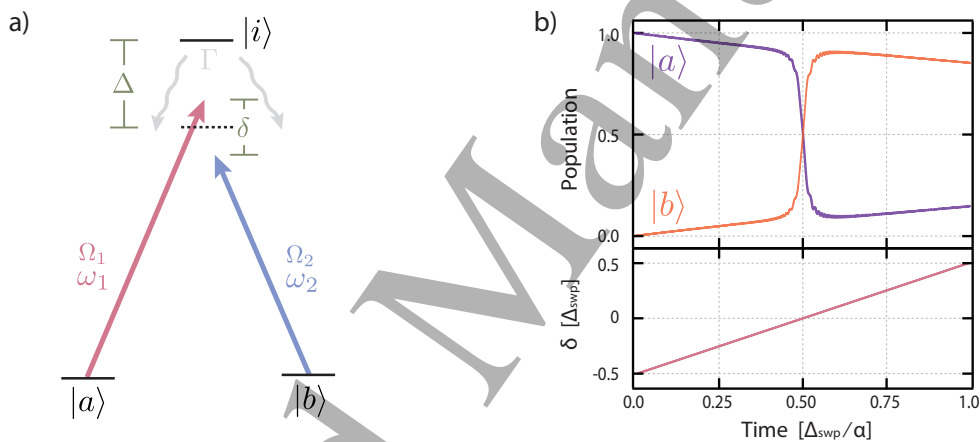 a)
|i⟩
Γ
Δ
δ
Ω₁
ω₁
Ω₂
ω₂
|a⟩
|b⟩
b)
1.0
|a⟩
Population
0.5
|b⟩
0.0
0.5
δ [Δswp]
0
-0.5
0.0 0.25 0.50 0.75 1.0
Time [Δswp/α]